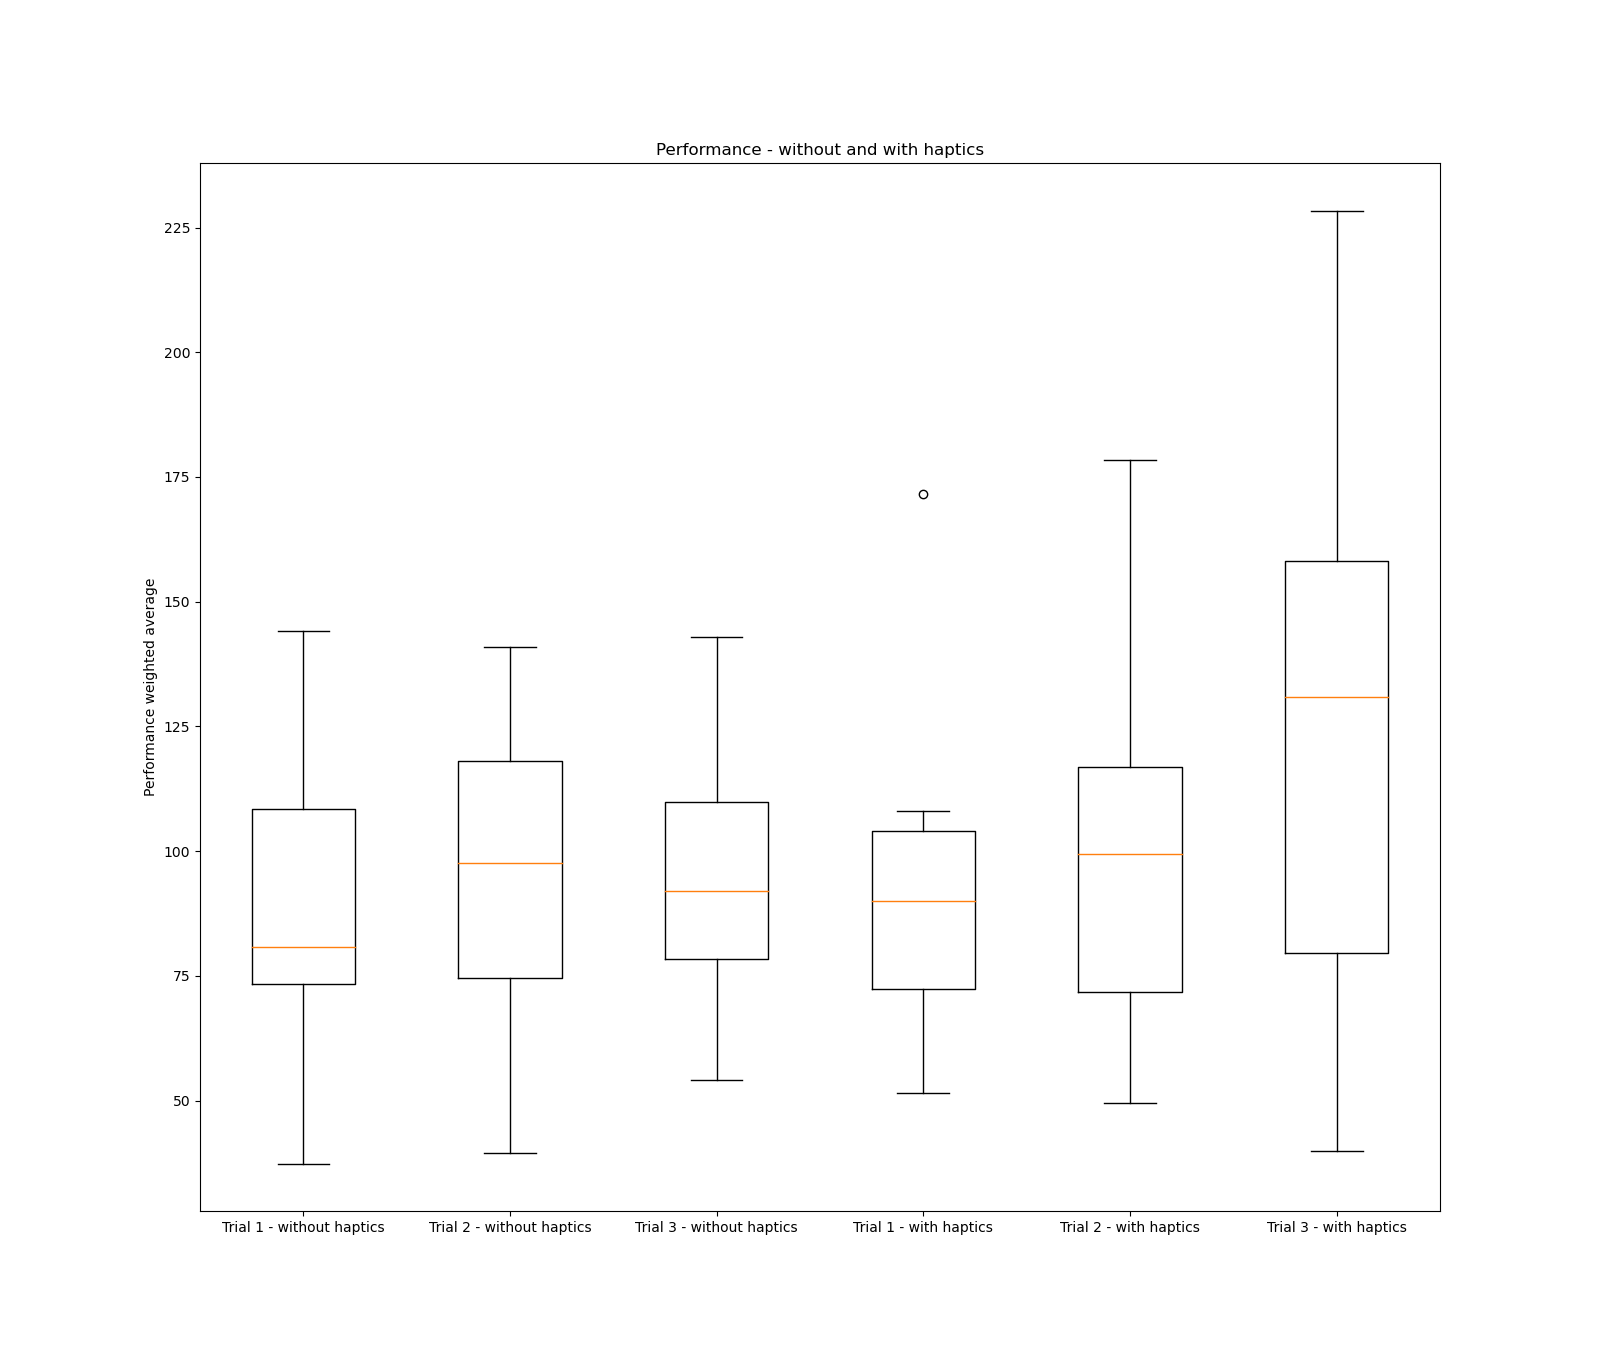 Performance - without and with haptics
Performance weighted average
225
200
175
150
125
100
75
50
Trial 1 - without haptics
Trial 2 - without haptics
Trial 3 - without haptics
Trial 1 - with haptics
Trial 2 - with haptics
Trial 3 - with haptics